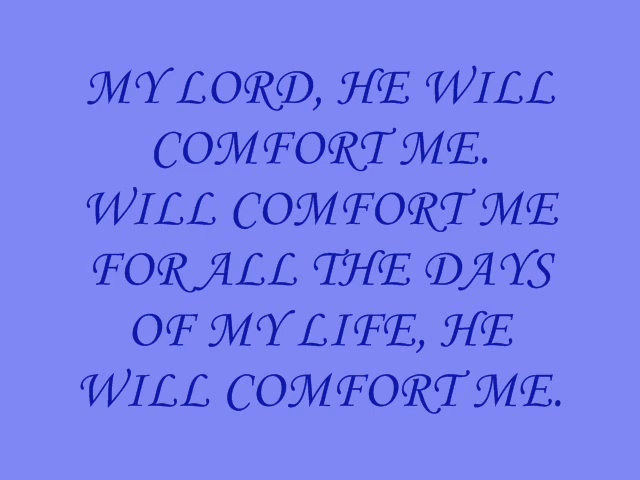 MY LORD, HE WILL
COMFORT ME.
WILL COMFORT ME
FOR ALL THE DAYS
OF MY LIFE, HE
WILL COMFORT ME.